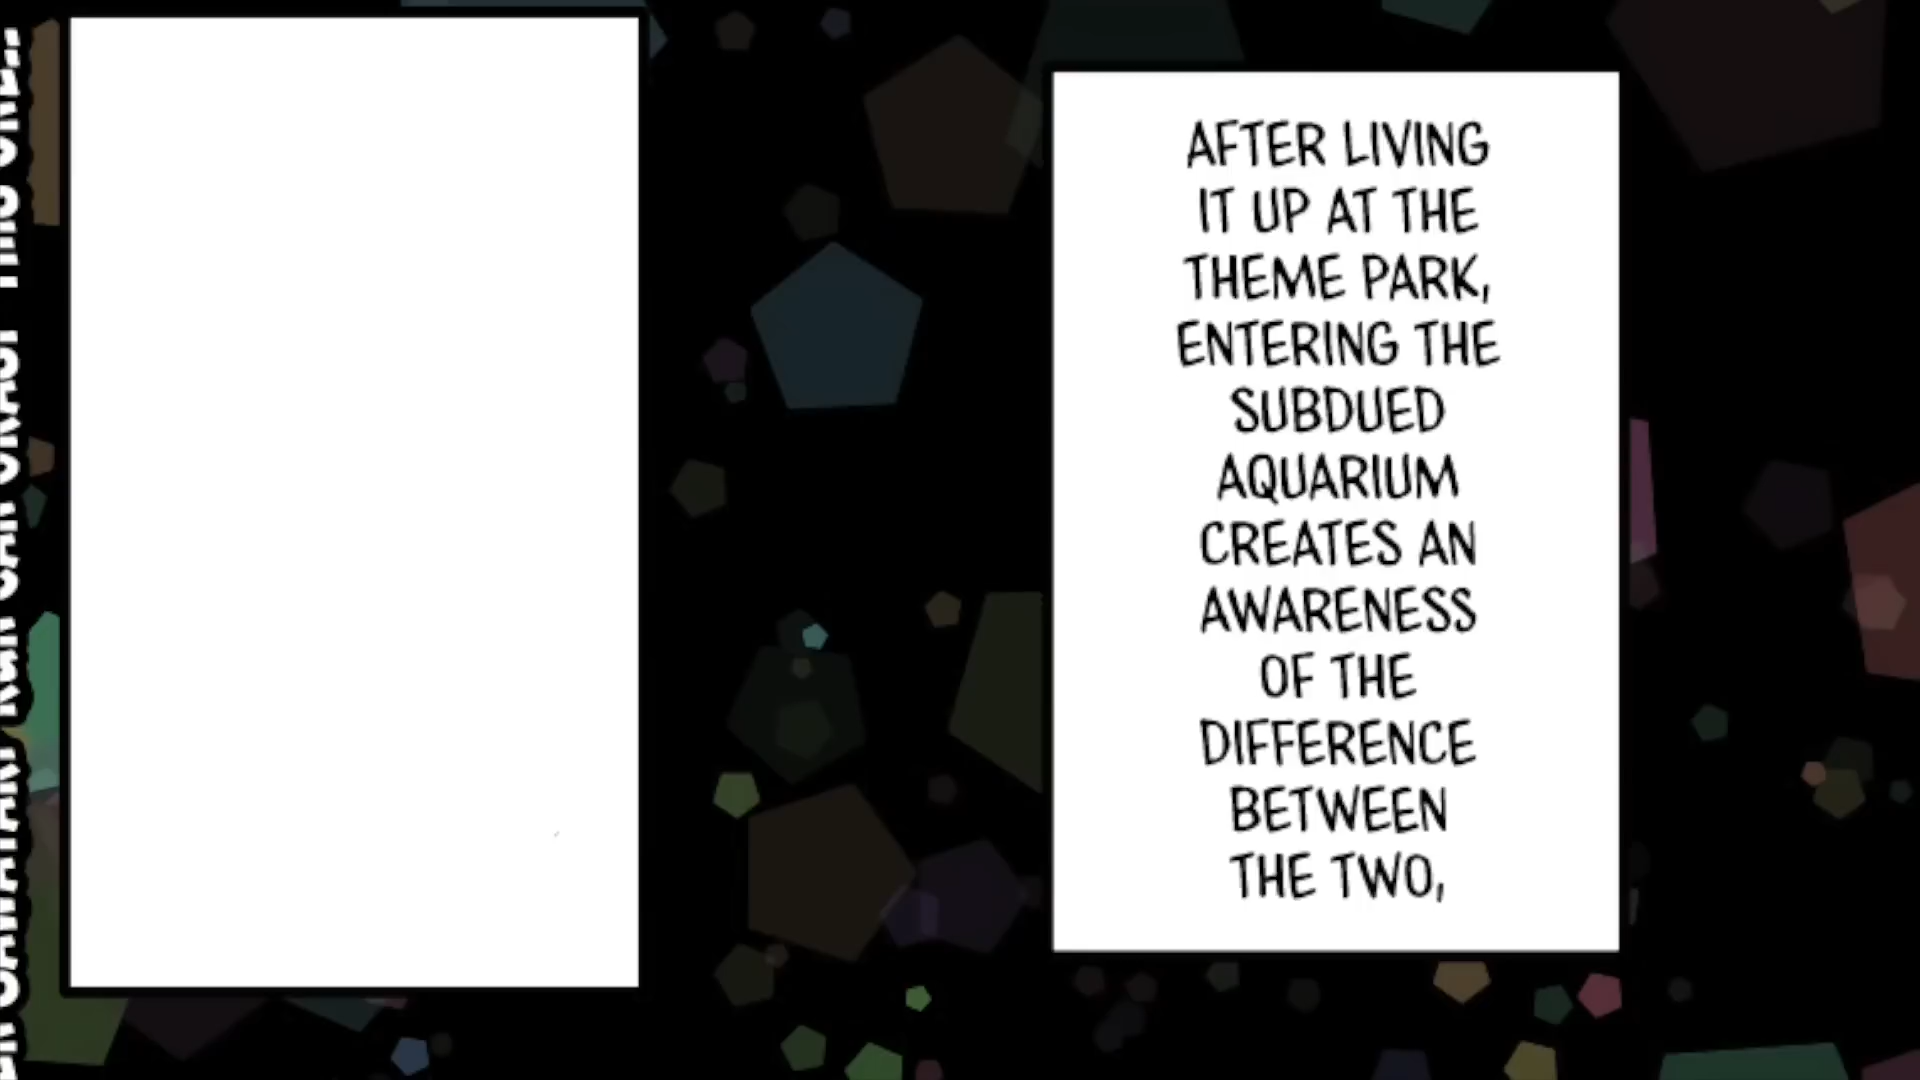 AFTER LIVING
IT UP AT THE
THEME PARK,
ENTERING THE
SUBDUED
AQUARIUM
CREATES AN
AWARENESS
OF THE
DIFFERENCE
BETWEEN
THE TWO,